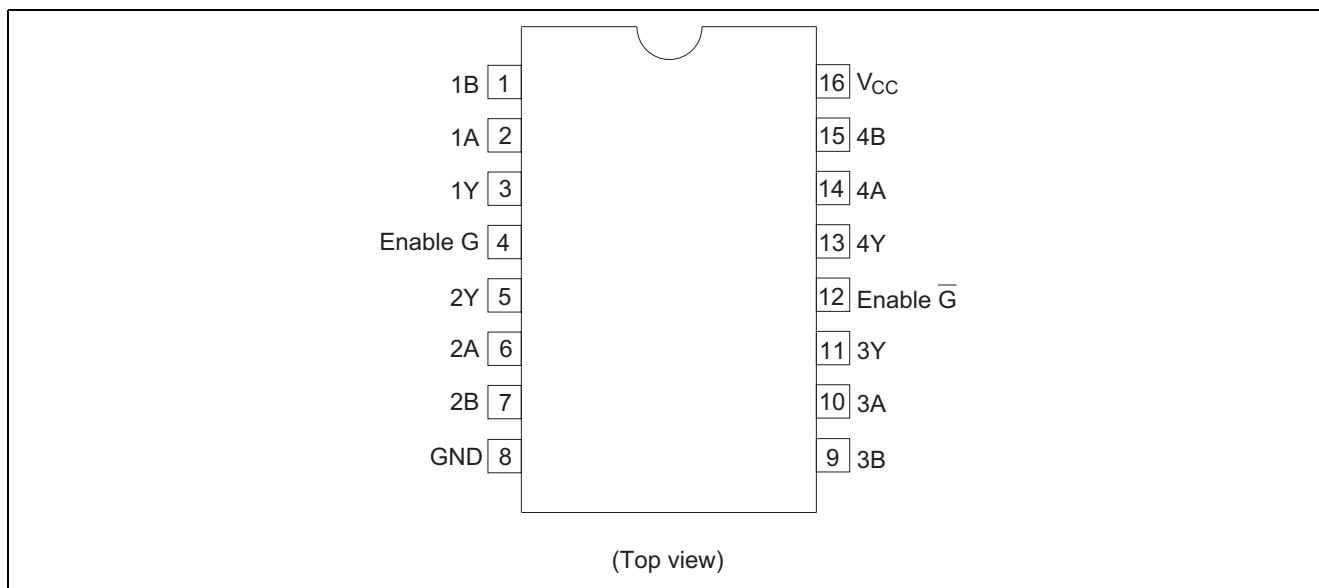 1B 1 16 VCC
1A 2 15 4B
1Y 3 14 4A
Enable G 4 13 4Y
2Y 5 12 Enable G̅
2A 6 11 3Y
2B 7 10 3A
GND 8 9 3B
(Top view)